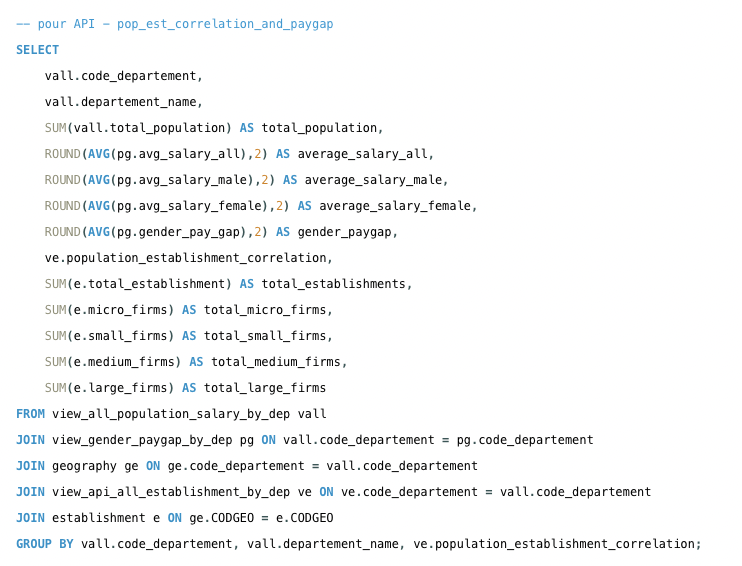 -- pour API - pop_est_correlation_and_paygap
SELECT
    vall.code_departement,
    vall.departement_name,
    SUM(vall.total_population) AS total_population,
    ROUND(AVG(pg.avg_salary_all),2) AS average_salary_all,
    ROUND(AVG(pg.avg_salary_male),2) AS average_salary_male,
    ROUND(AVG(pg.avg_salary_female),2) AS average_salary_female,
    ROUND(AVG(pg.gender_pay_gap),2) AS gender_paygap,
    ve.population_establishment_correlation,
    SUM(e.total_establishment) AS total_establishments,
    SUM(e.micro_firms) AS total_micro_firms,
    SUM(e.small_firms) AS total_small_firms,
    SUM(e.medium_firms) AS total_medium_firms,
    SUM(e.large_firms) AS total_large_firms
FROM view_all_population_salary_by_dep vall
JOIN view_gender_paygap_by_dep pg ON vall.code_departement = pg.code_departement
JOIN geography ge ON ge.code_departement = vall.code_departement
JOIN view_api_all_establishment_by_dep ve ON ve.code_departement = vall.code_departement
JOIN establishment e ON ge.CODGEO = e.CODGEO
GROUP BY vall.code_departement, vall.departement_name, ve.population_establishment_correlation;